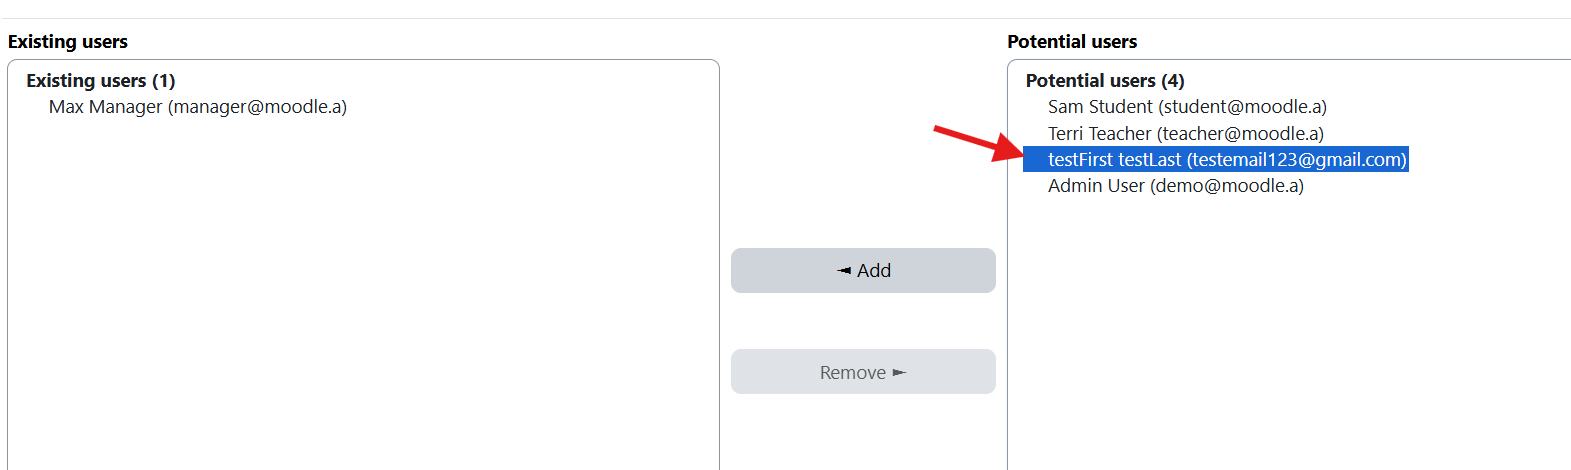 Existing users
Existing users (1)
Max Manager (manager@moodle.a)
◄ Add
Remove ►
Potential users
Potential users (4)
Sam Student (student@moodle.a)
Terri Teacher (teacher@moodle.a)
testFirst testLast (testemail123@gmail.com)
Admin User (demo@moodle.a)